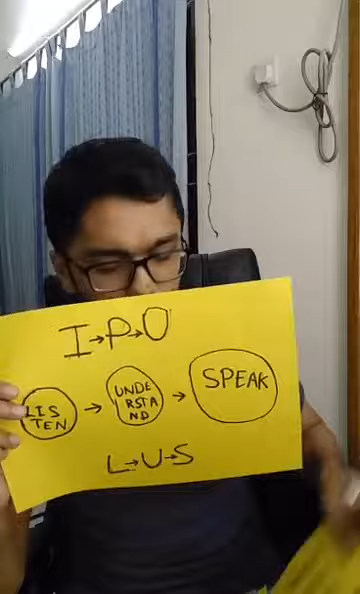 I→P→O
LIS
TEN
→
UNDE
RSTA
ND
→
SPEAK
L→U→S